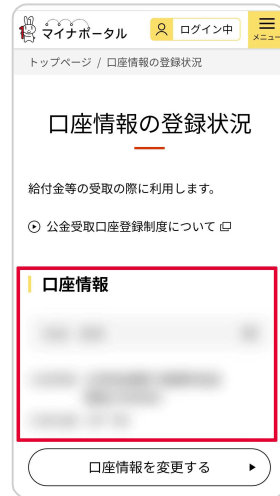 マイナポータル
ログイン中
メニュー
トップページ / 口座情報の登録状況
口座情報の登録状況
給付金等の受取の際に利用します。
公金受取口座登録制度について
口座情報
口座情報を変更する